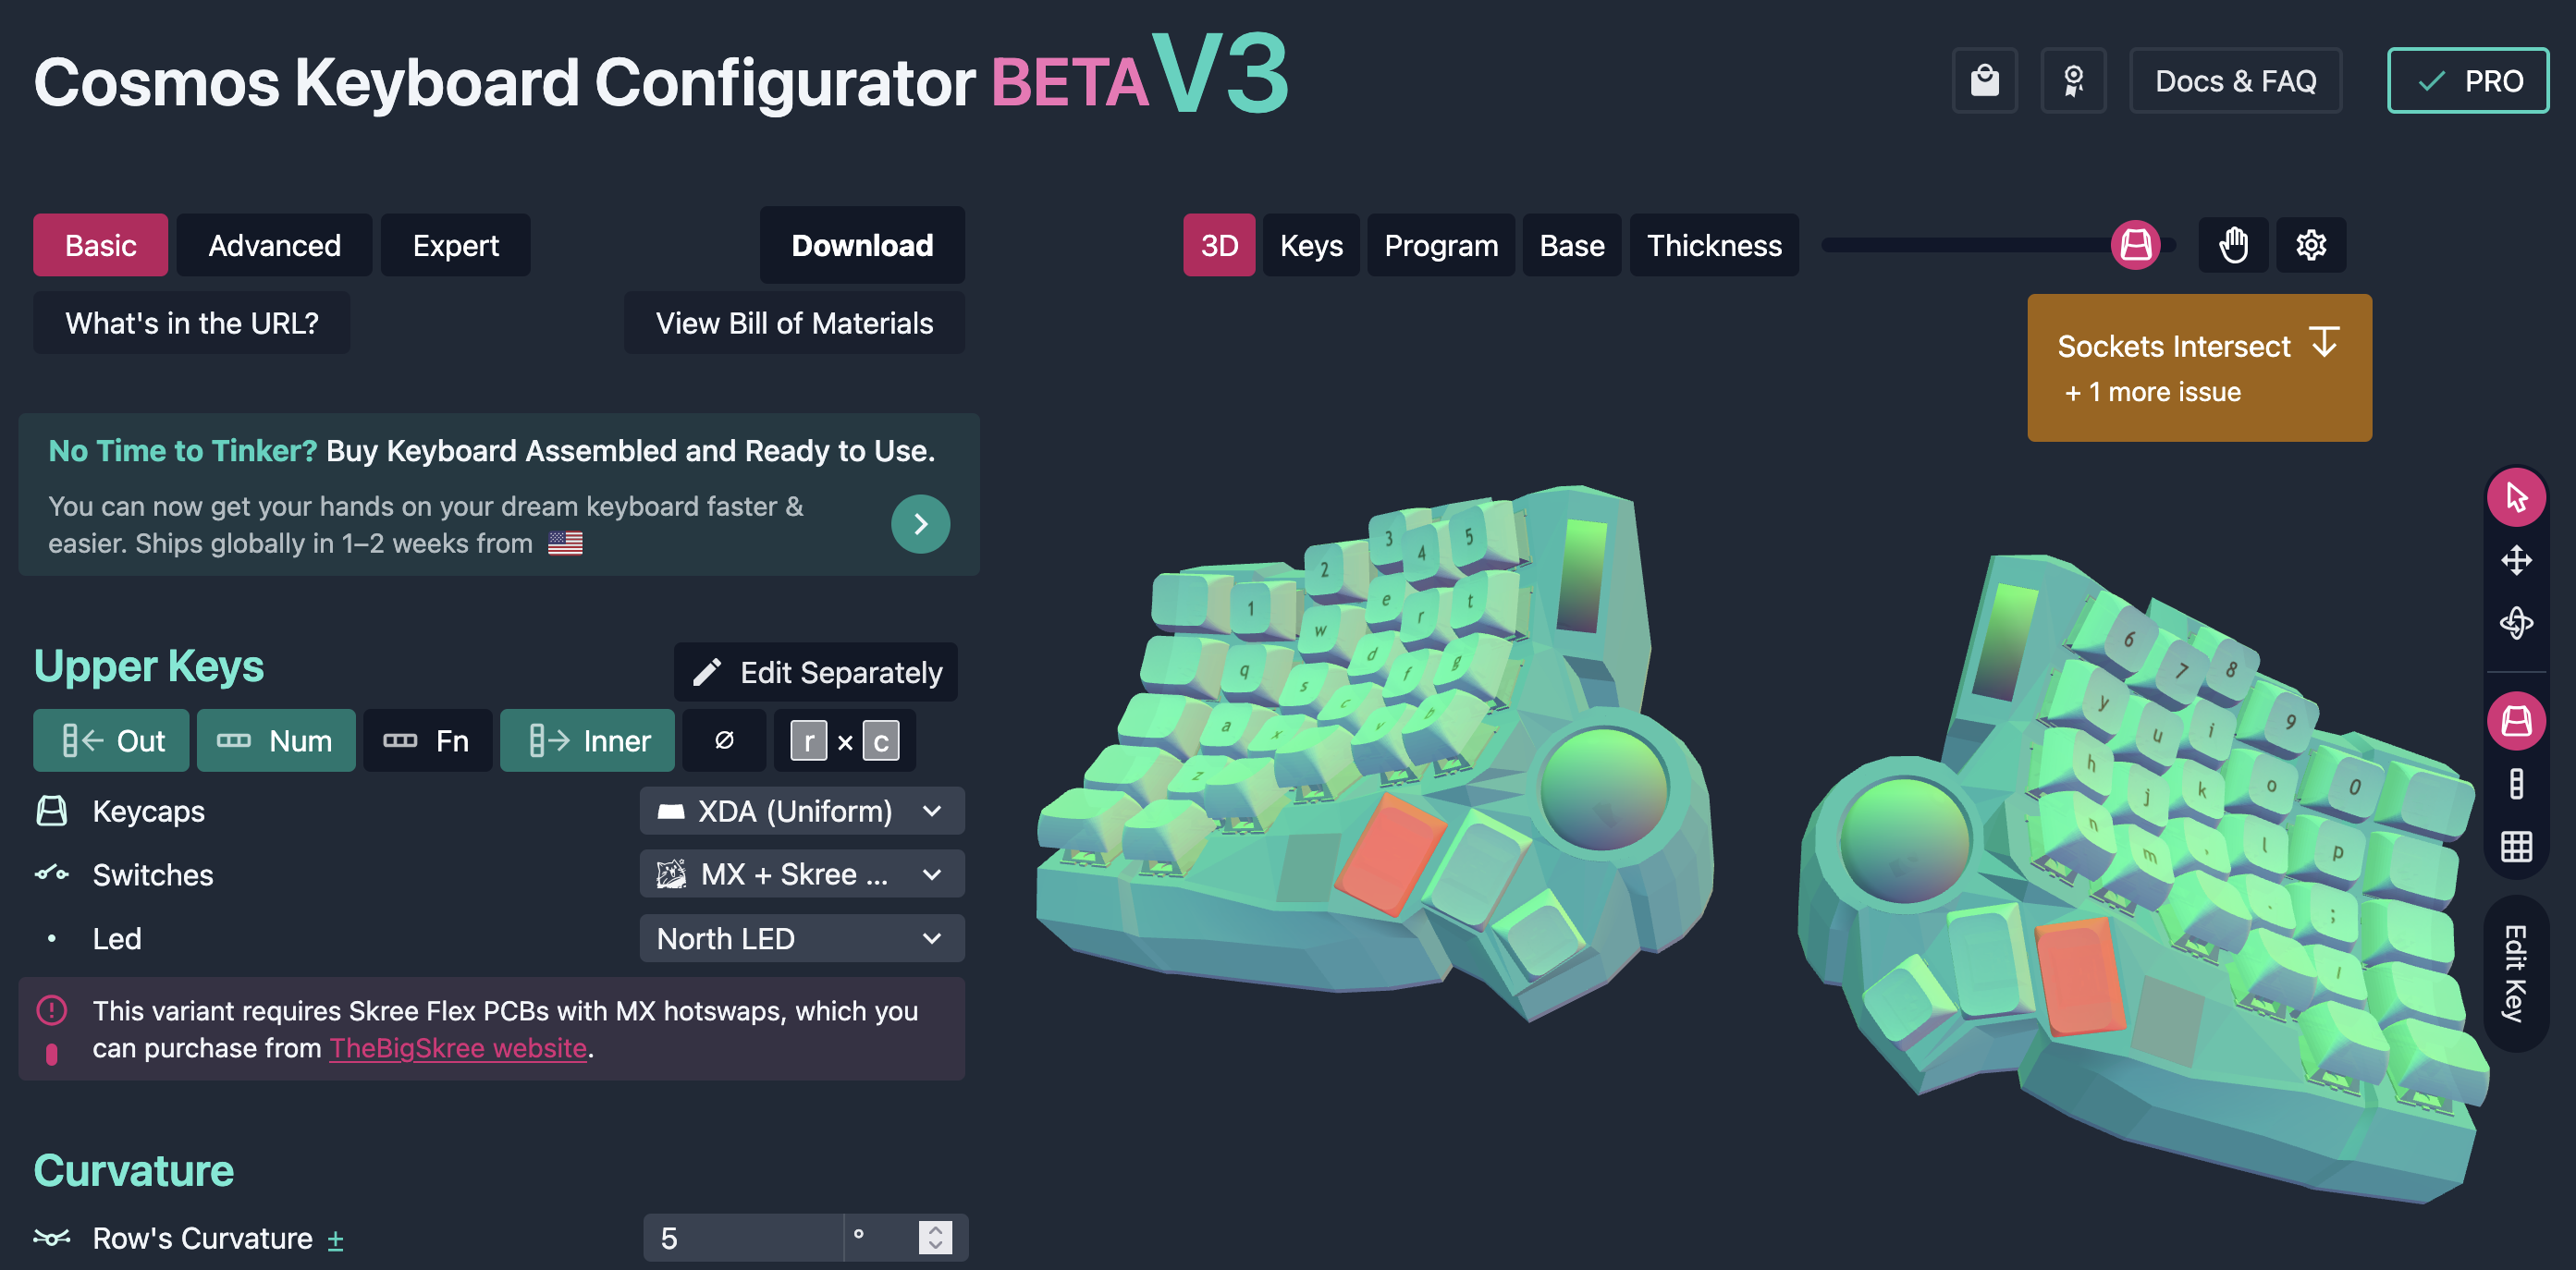 Cosmos Keyboard Configurator BETA V3
Docs & FAQ
PRO
Basic
Advanced
Expert
Download
What's in the URL?
View Bill of Materials
No Time to Tinker? Buy Keyboard Assembled and Ready to Use.
You can now get your hands on your dream keyboard faster &
easier. Ships globally in 1–2 weeks from
Upper Keys
Edit Separately
Out
Num
Fn
Inner
∅
r × c
Keycaps
XDA (Uniform)
Switches
MX + Skree ...
Led
North LED
This variant requires Skree Flex PCBs with MX hotswaps, which you
can purchase from TheBigSkree website.
Curvature
Row's Curvature ±
5 °
3D
Keys
Program
Base
Thickness
Sockets Intersect
+ 1 more issue
1 2 3 4 5
q w e r t
a s d f g
z x c v b
6 7 8 9 0
y u i o p
h j k l ;
n m , .
Edit Key